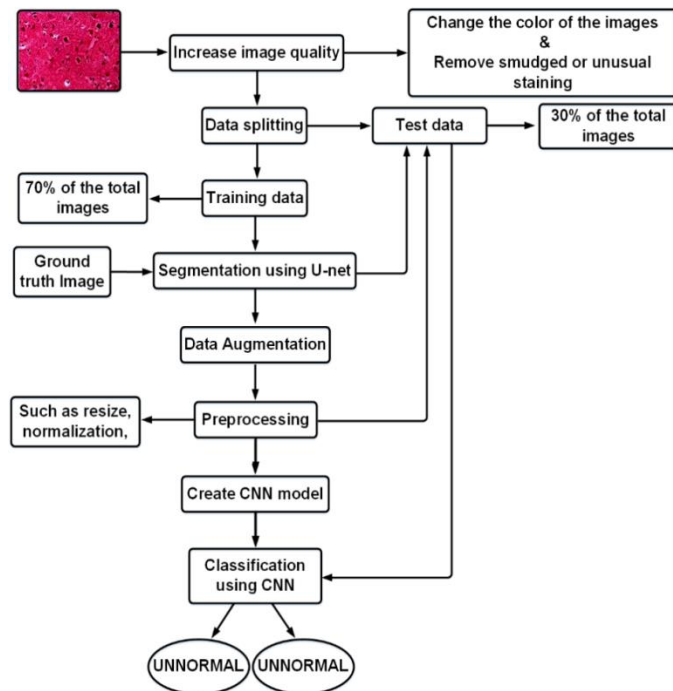 Increase image quality
Change the color of the images
&
Remove smudged or unusual
staining
Data splitting
Test data
30% of the total
images
70% of the total
images
Training data
Ground
truth Image
Segmentation using U-net
Data Augmentation
Such as resize,
normalization,
Preprocessing
Create CNN model
Classification
using CNN
UNNORMAL
UNNORMAL